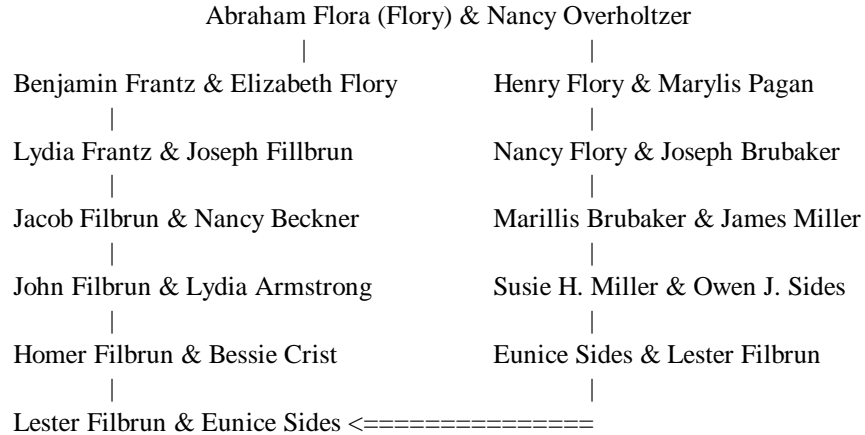 Abraham Flora (Flory) & Nancy Overholtzer
| |
Benjamin Frantz & Elizabeth Flory Henry Flory & Marylis Pagan
| |
Lydia Frantz & Joseph Fillbrun Nancy Flory & Joseph Brubaker
| |
Jacob Filbrun & Nancy Beckner Marillis Brubaker & James Miller
| |
John Filbrun & Lydia Armstrong Susie H. Miller & Owen J. Sides
| |
Homer Filbrun & Bessie Crist Eunice Sides & Lester Filbrun
| |
Lester Filbrun & Eunice Sides <===============